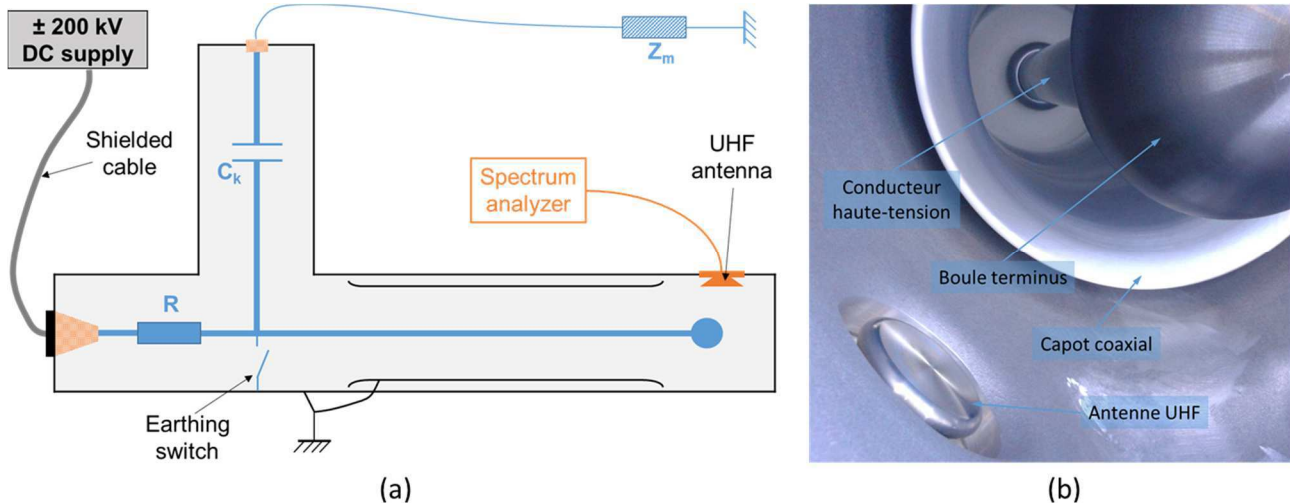 ± 200 kV
DC supply
Shielded
cable
Z_m
C_k
R
Spectrum
analyzer
UHF
antenna
Earthing
switch
(a)
Conducteur
haute-tension
Boule terminus
Capot coaxial
Antenne UHF
(b)